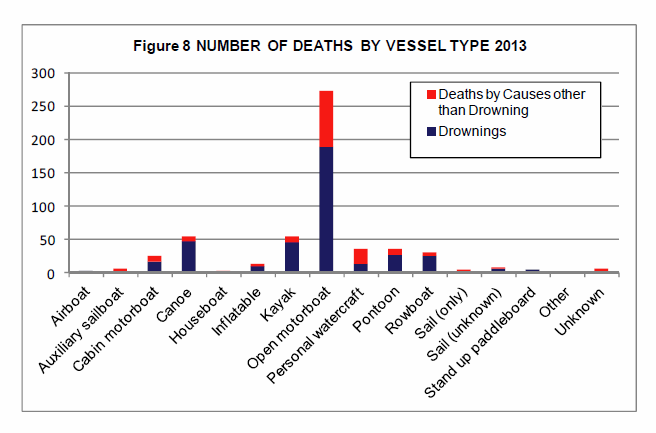 Figure 8 NUMBER OF DEATHS BY VESSEL TYPE 2013
300
250
200
150
100
50
0
Deaths by Causes other
than Drowning
Drownings
Airboat
Auxiliary sailboat
Cabin motorboat
Canoe
Houseboat
Inflatable
Kayak
Open motorboat
Personal watercraft
Pontoon
Rowboat
Sail (only)
Sail (unknown)
Stand up paddleboard
Other
Unknown